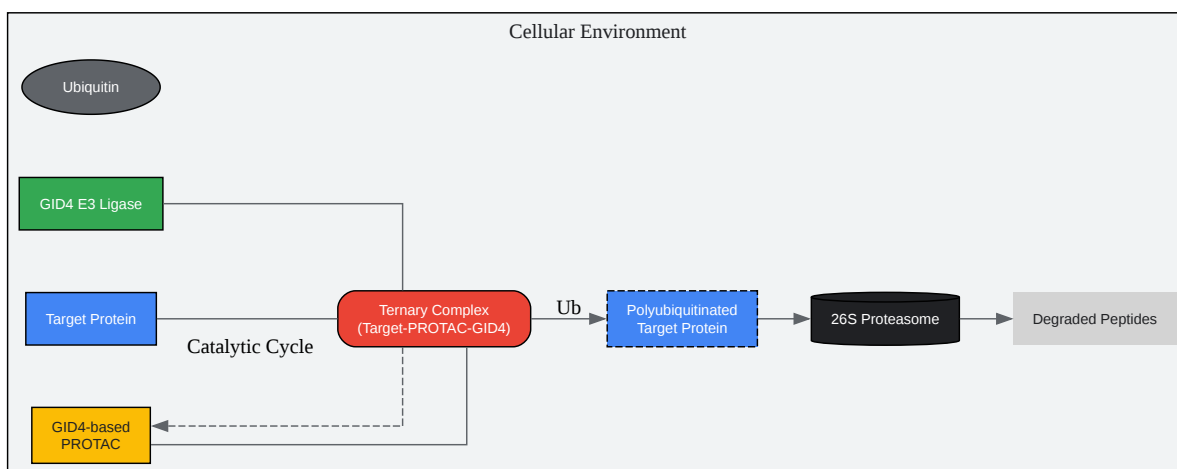 Cellular Environment
Ubiquitin
GID4 E3 Ligase
Target Protein
Catalytic Cycle
GID4-based
PROTAC
Ternary Complex
(Target-PROTAC-GID4)
Ub
Polyubiquitinated
Target Protein
26S Proteasome
Degraded Peptides